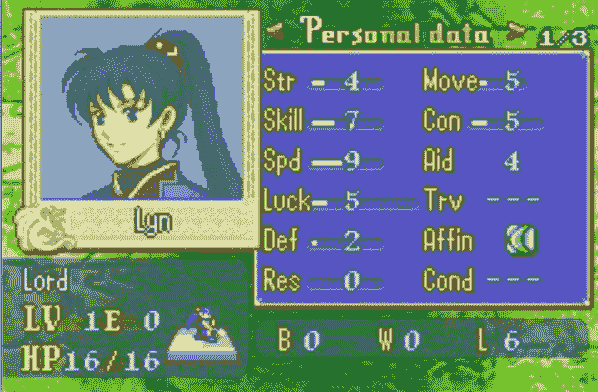 Personal data 1/3
Str 4 Move 5
Skill 7 Con 5
Spd 9 Aid 4
Luck 5 Trv ---
Def 2 Affin
Res 0 Cond ---
Lyn
Lord
LV 1 E 0
HP 16/16
B 0 W 0 L 6